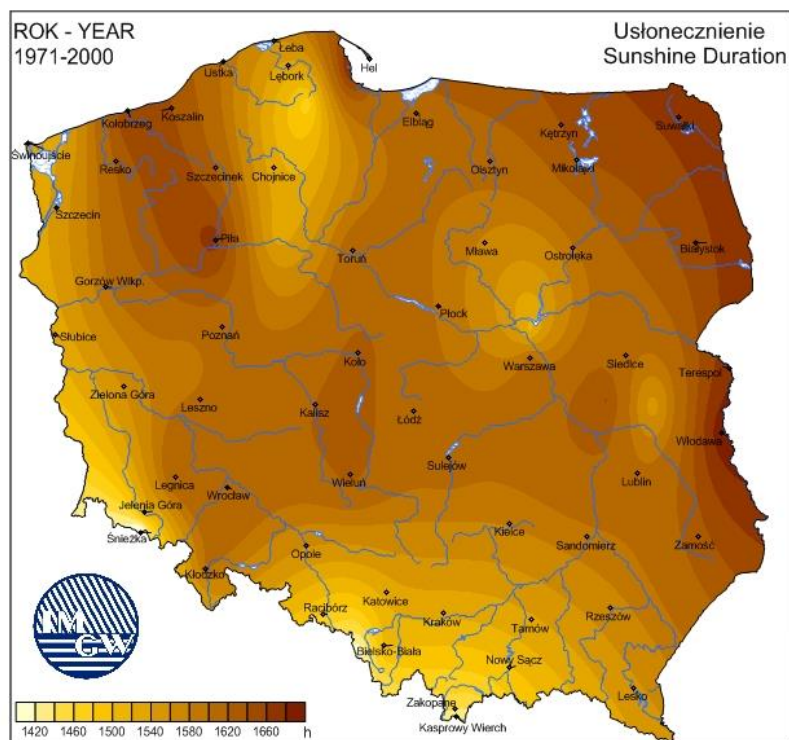 ROK - YEAR
1971-2000
Usłonecznienie
Sunshine Duration
Łeba
Hel
Ustka
Lębork
Koszalin
Kołobrzeg
Elbląg
Kętrzyn
Suwałki
Świnoujście
Resko
Szczecinek
Chojnice
Olsztyn
Mikołajki
Szczecin
Piła
Toruń
Mława
Ostrołęka
Białystok
Gorzów Wlkp.
Płock
Słubice
Poznań
Koło
Warszawa
Siedlce
Terespol
Zielona Góra
Leszno
Kalisz
Łódź
Włodawa
Sulejów
Legnica
Wrocław
Wieluń
Lublin
Jelenia Góra
Śnieżka
Opole
Kielce
Sandomierz
Zamość
Kłodzko
Katowice
Racibórz
Kraków
Tarnów
Rzeszów
Bielsko-Biała
Nowy Sącz
Lesko
Zakopane
Kasprowy Wierch
IMGW
1420 1460 1500 1540 1580 1620 1660 h